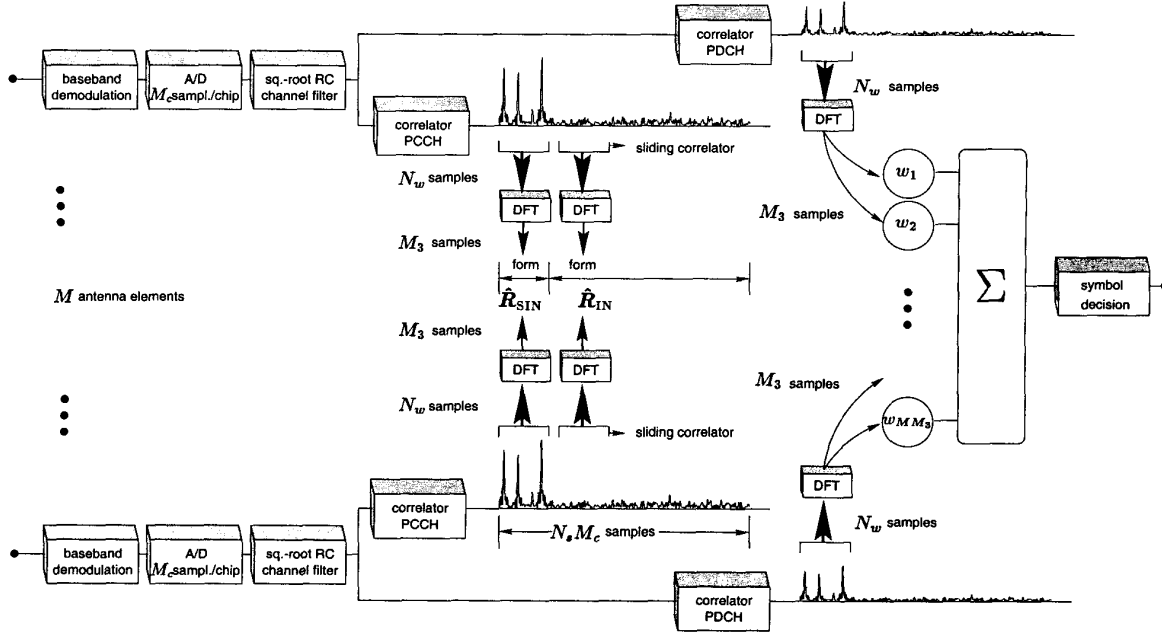 correlator
PDCH
baseband
demodulation
A/D
M_c sampl./chip
sq.-root RC
channel filter
N_w samples
correlator
PCCH
DFT
sliding correlator
N_w samples
w_1
DFT
DFT
M_3 samples
w_2
M_3 samples
form
form
M antenna elements
R̂_SIN
R̂_IN
Σ
symbol
decision
M_3 samples
DFT
DFT
M_3 samples
N_w samples
w_{MM_3}
sliding correlator
DFT
correlator
PCCH
N_s M_c samples
N_w samples
baseband
demodulation
A/D
M_c sampl./chip
sq.-root RC
channel filter
correlator
PDCH